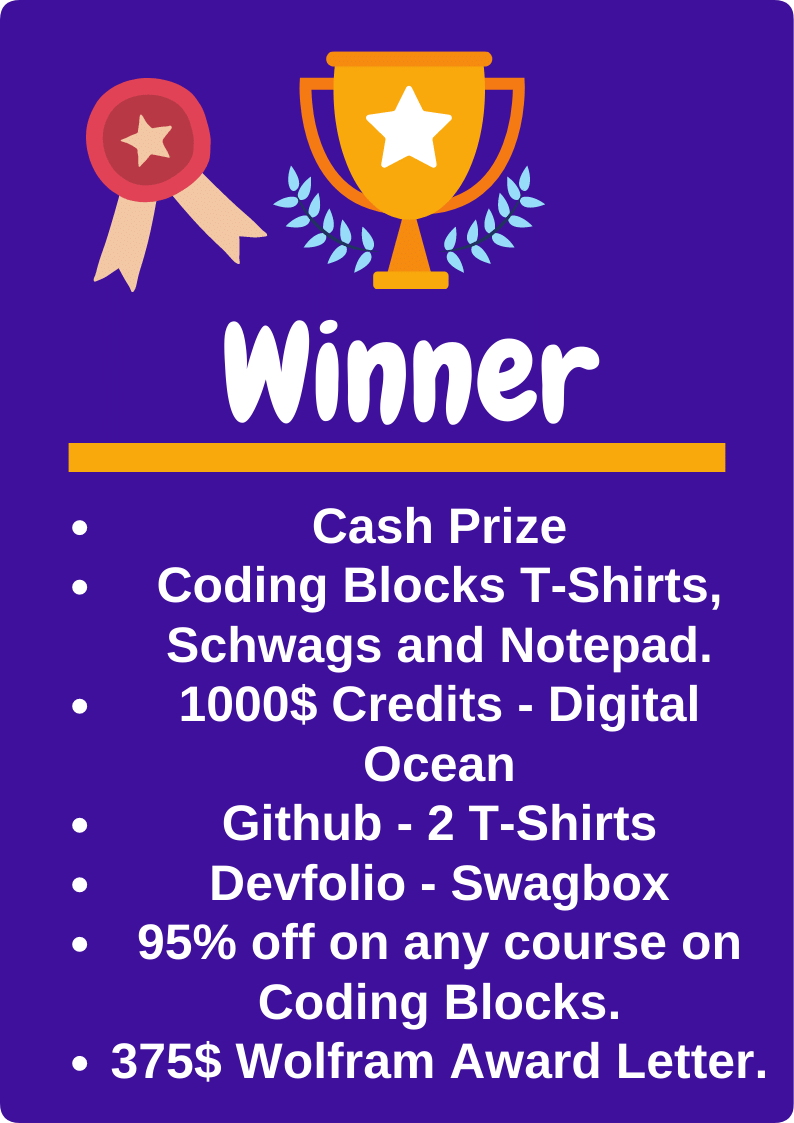 Winner
• Cash Prize
• Coding Blocks T-Shirts,
Schwags and Notepad.
• 1000$ Credits - Digital
Ocean
• Github - 2 T-Shirts
• Devfolio - Swagbox
• 95% off on any course on
Coding Blocks.
• 375$ Wolfram Award Letter.